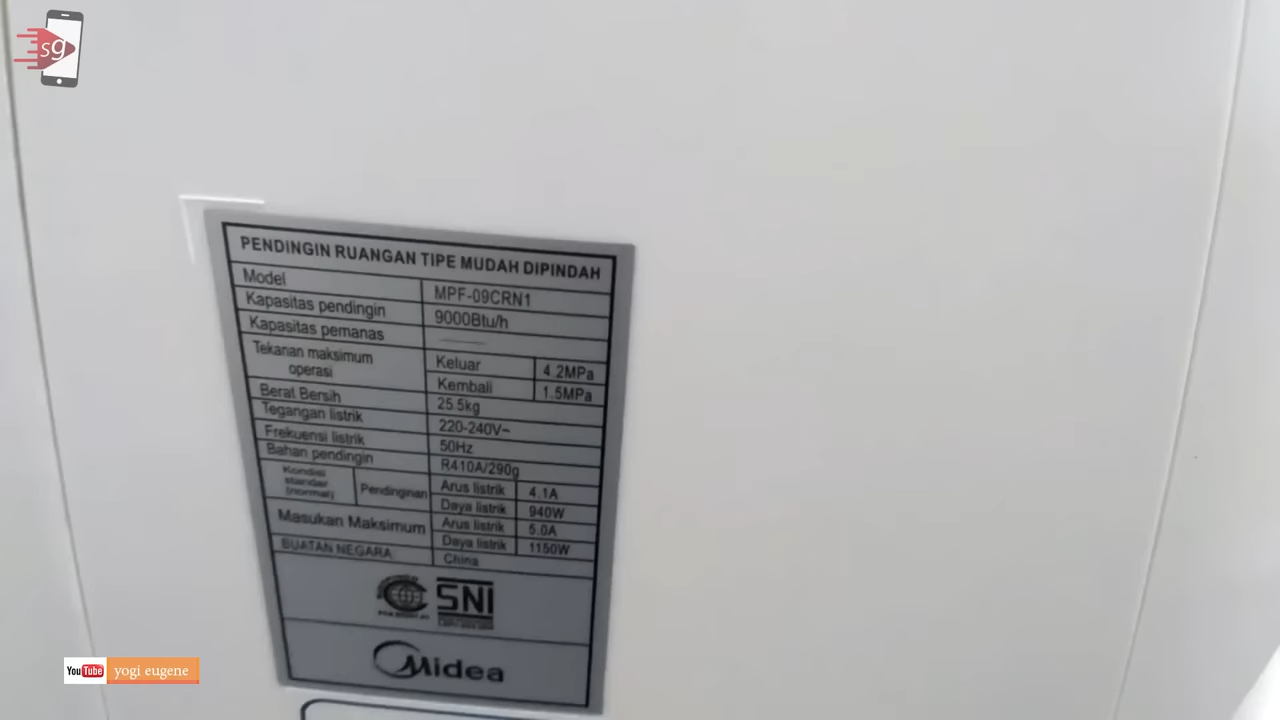 sg
PENDINGIN RUANGAN TIPE MUDAH DIPINDAH
Model MPF-09CRN1
Kapasitas pendingin 9000Btu/h
Kapasitas pemanas
Tekanan maksimum operasi Keluar 4.2MPa
Kembali 1.5MPa
Berat Bersih 25.5kg
Tegangan listrik 220-240V~
Frekuensi listrik 50Hz
Bahan pendingin R410A/290g
Kondisi standar (normal) Pendinginan Arus listrik 4.1A
Daya listrik 940W
Masukan Maksimum Arus listrik 5.0A
Daya listrik 1150W
BUATAN NEGARA China
SNI
Midea
YouTube yogi eugene